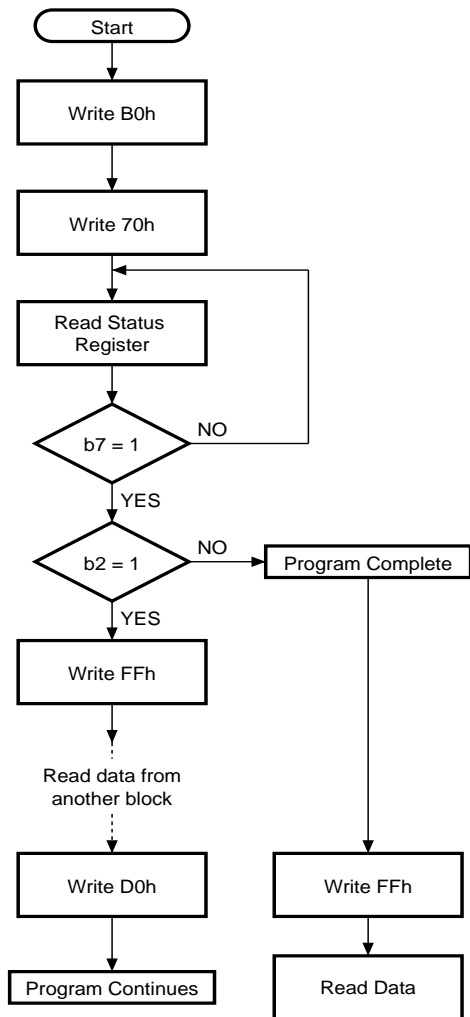 Start
Write B0h
Write 70h
Read Status
Register
b7 = 1
NO
YES
b2 = 1
NO
Program Complete
YES
Write FFh
Read data from
another block
Write D0h
Write FFh
Program Continues
Read Data